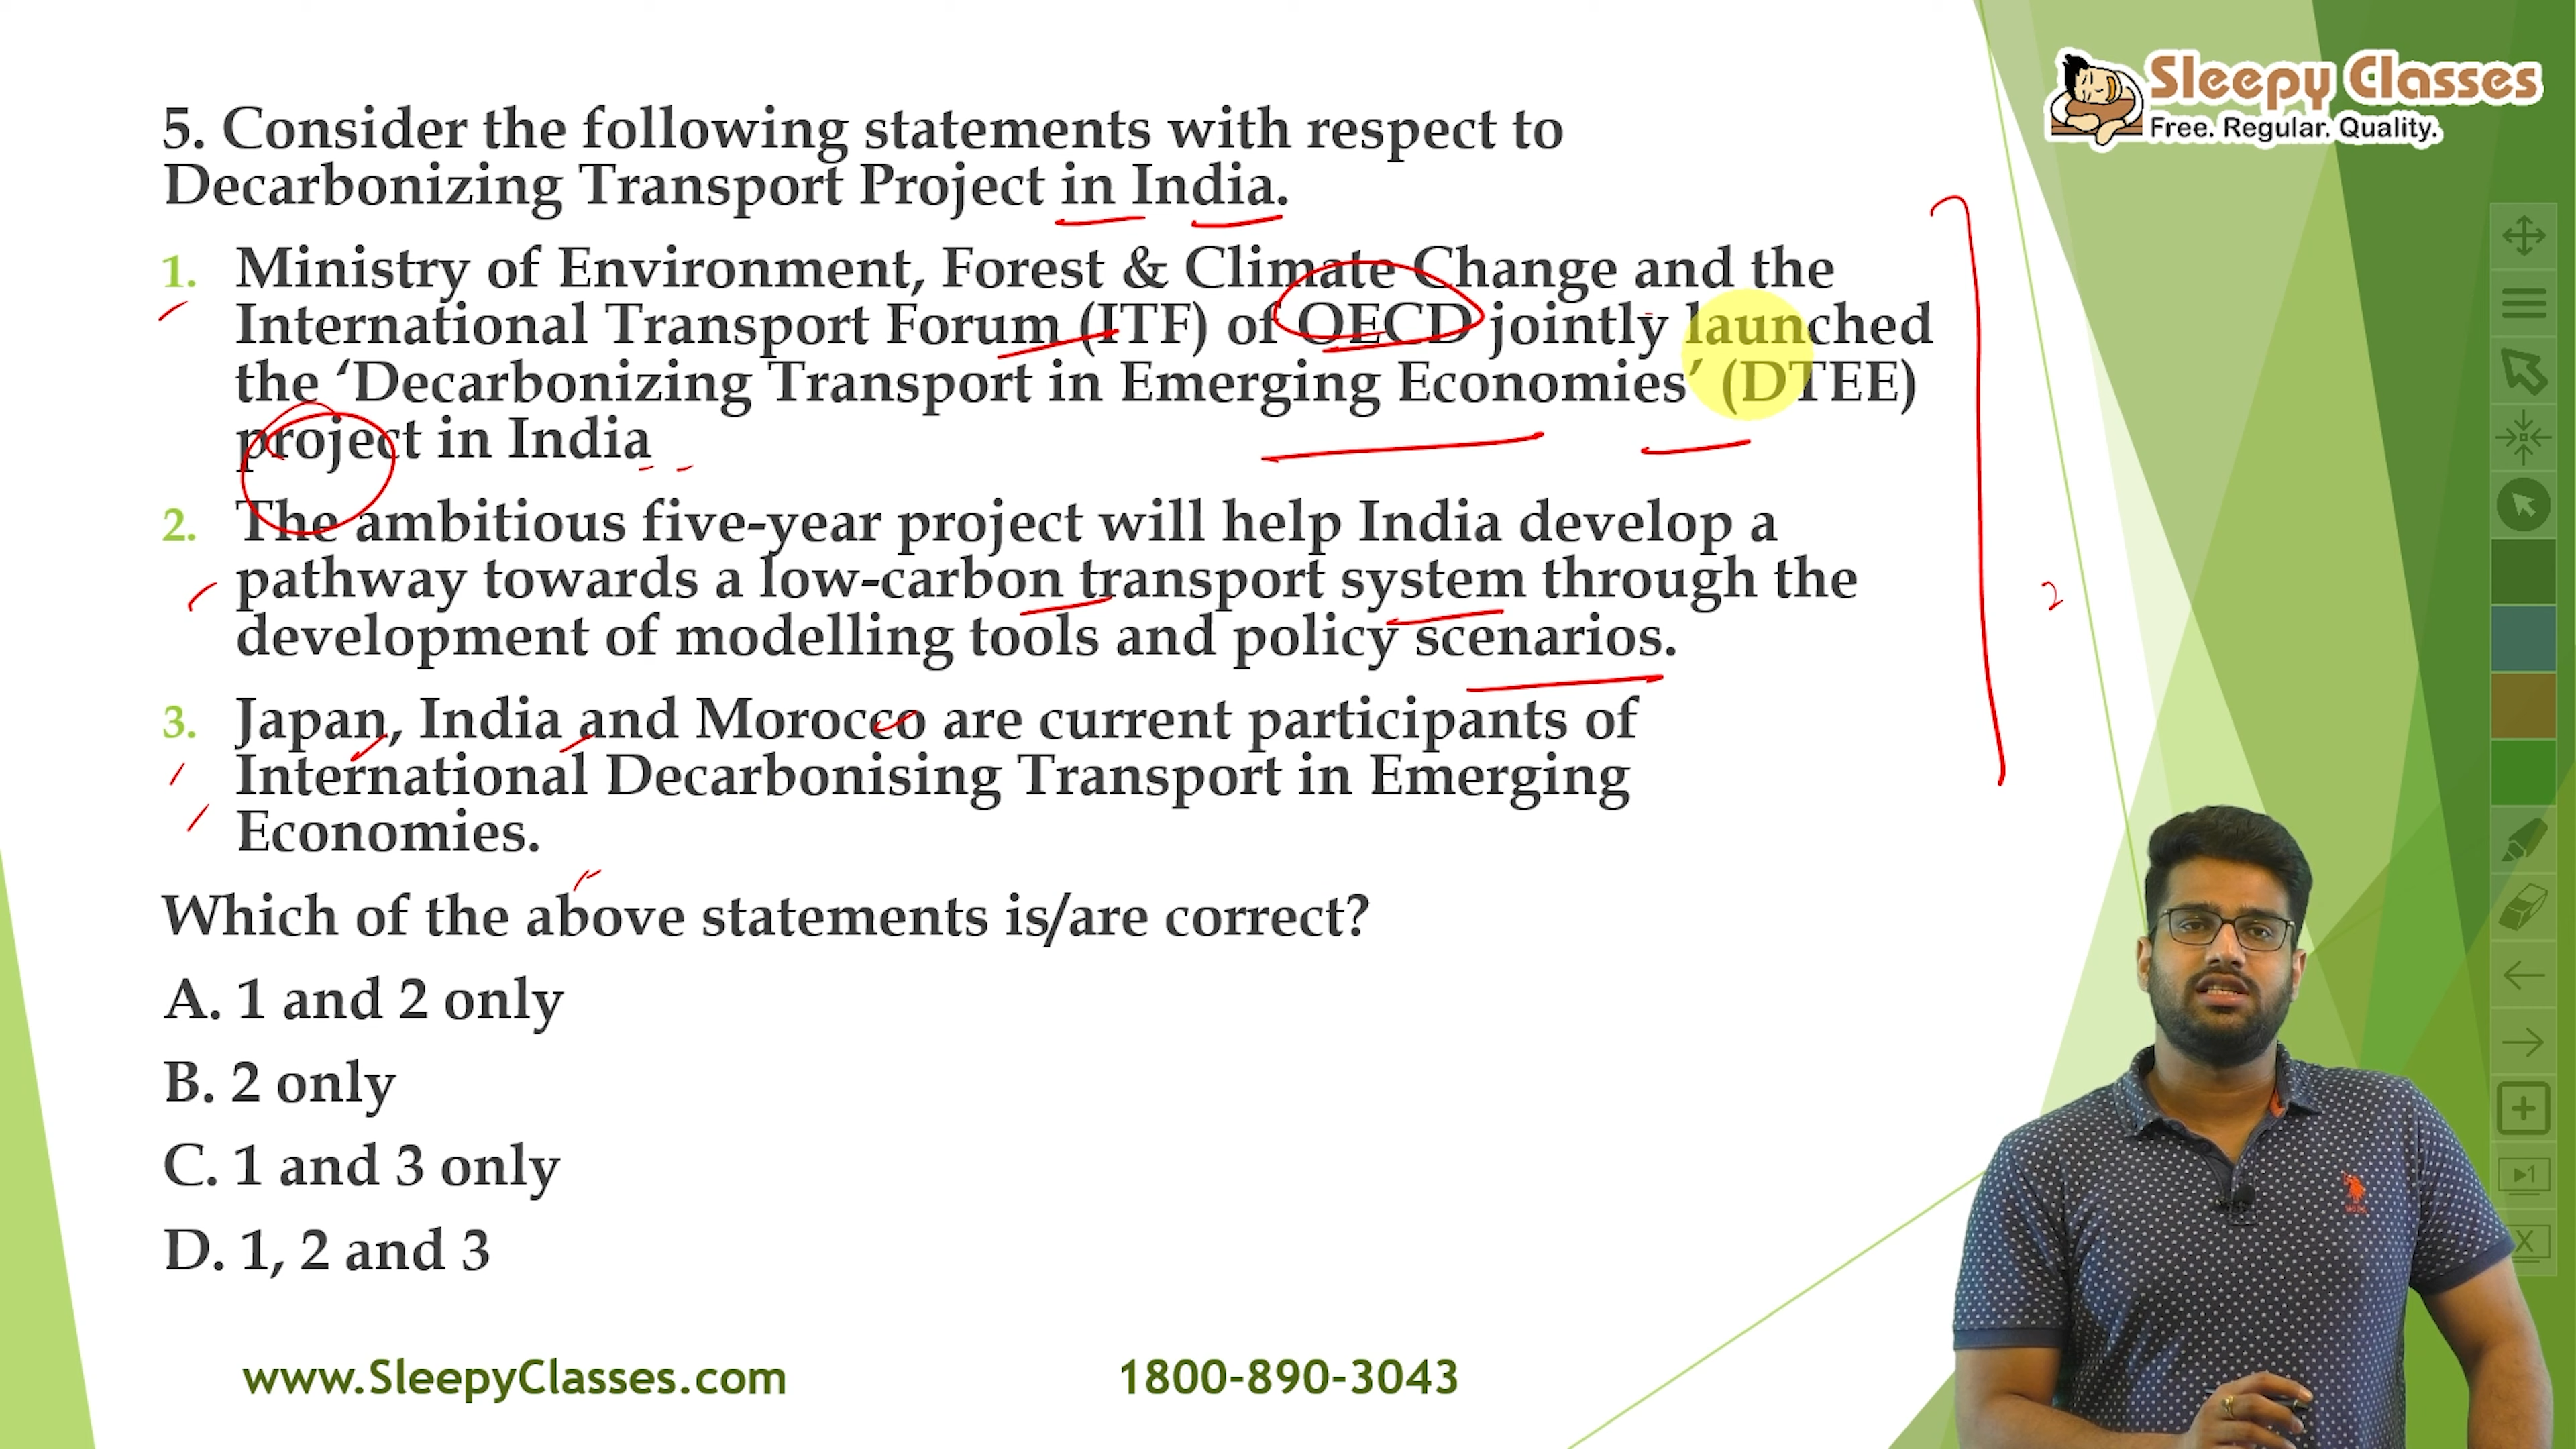 Sleepy Classes
Free. Regular. Quality.
5. Consider the following statements with respect to
Decarbonizing Transport Project in India.
1. Ministry of Environment, Forest & Climate Change and the
International Transport Forum (ITF) of OECD jointly launched
the ‘Decarbonizing Transport in Emerging Economies’ (DTEE)
project in India
2. The ambitious five-year project will help India develop a
pathway towards a low-carbon transport system through the
development of modelling tools and policy scenarios.
2
3. Japan, India and Morocco are current participants of
International Decarbonising Transport in Emerging
Economies.
Which of the above statements is/are correct?
A. 1 and 2 only
B. 2 only
C. 1 and 3 only
D. 1, 2 and 3
www.SleepyClasses.com
1800-890-3043